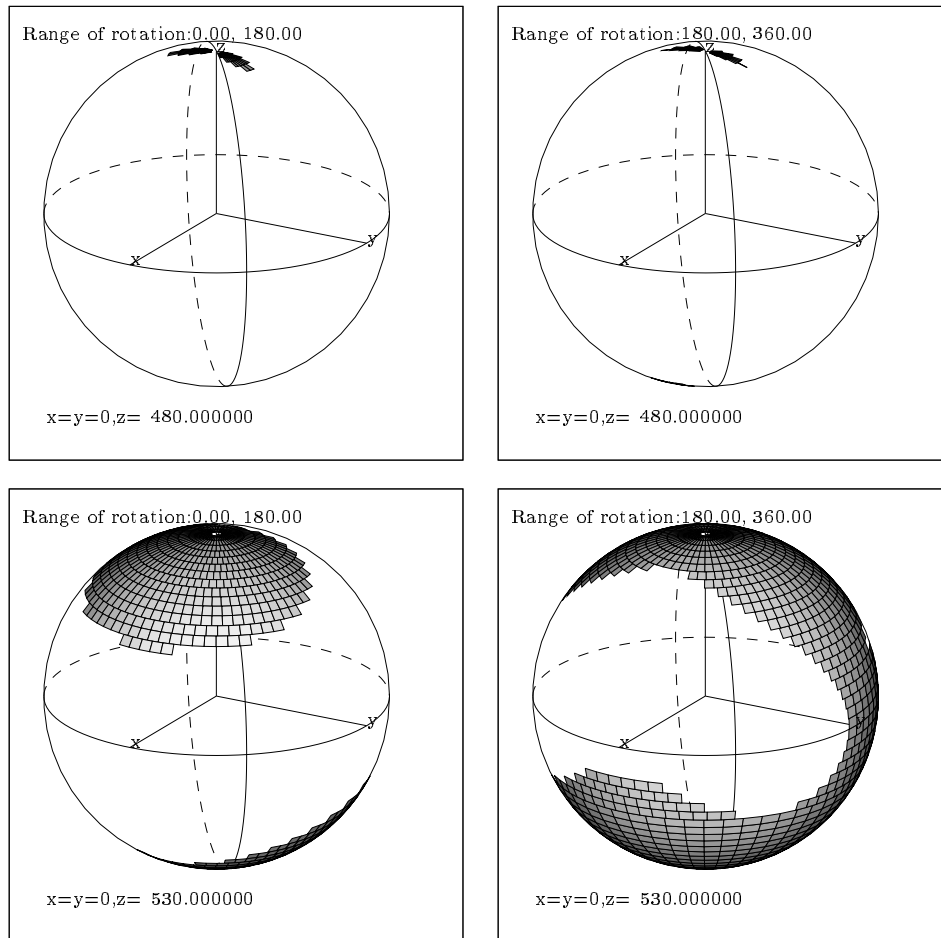 Range of rotation:0.00, 180.00
z
y
x
x=y=0,z= 480.000000
Range of rotation:180.00, 360.00
z
y
x
x=y=0,z= 480.000000
Range of rotation:0.00, 180.00
y
x
x=y=0,z= 530.000000
Range of rotation:180.00, 360.00
y
x
x=y=0,z= 530.000000